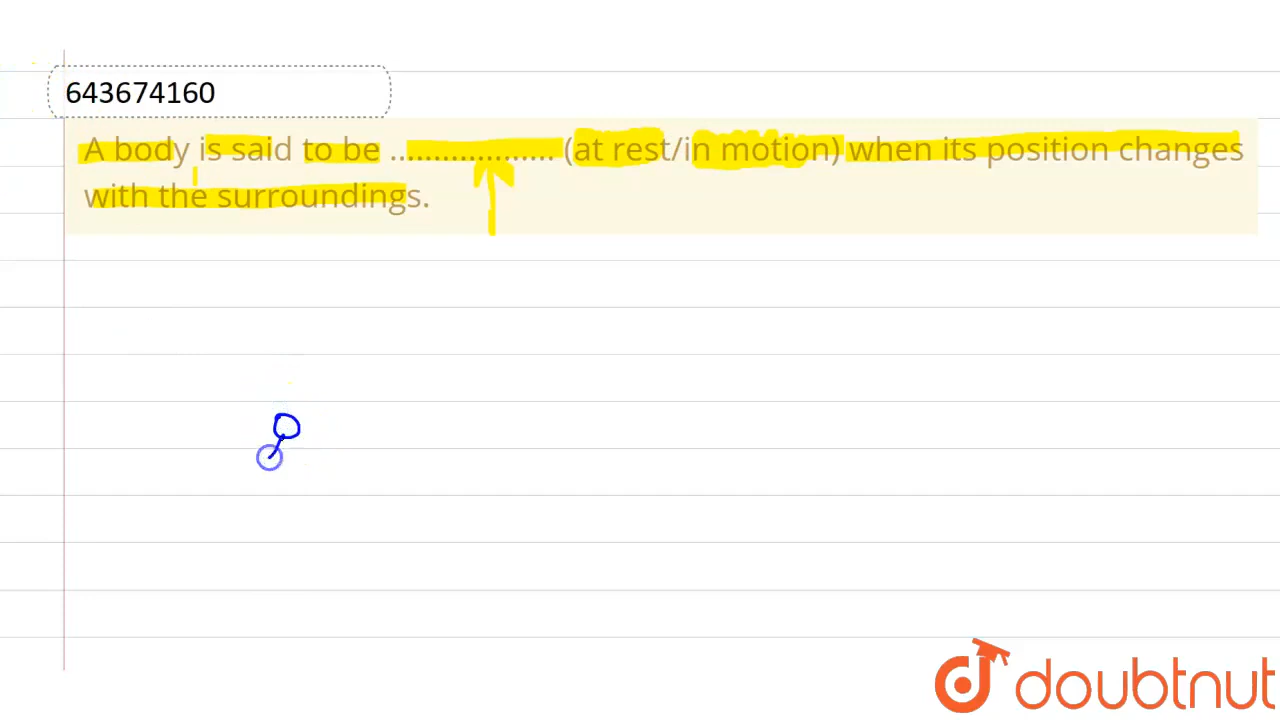 643674160
A body is said to be ................... (at rest/in motion) when its position changes
with the surroundings.
doubtnut